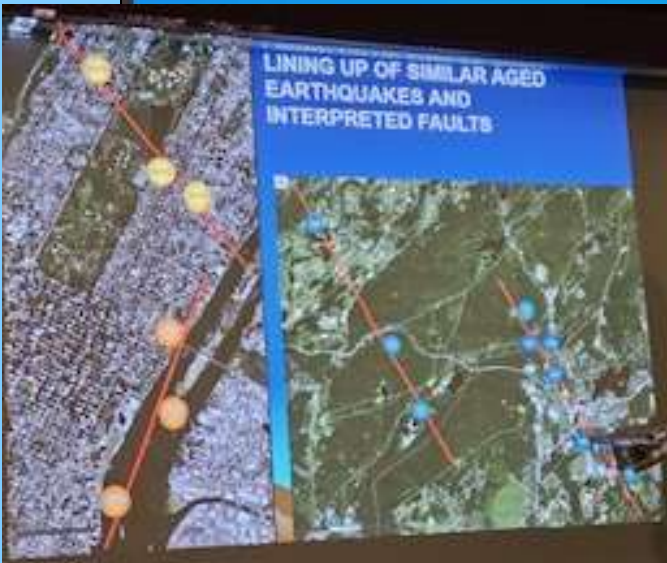 LINING UP OF SIMILAR AGED
EARTHQUAKES AND
INTERPRETED FAULTS